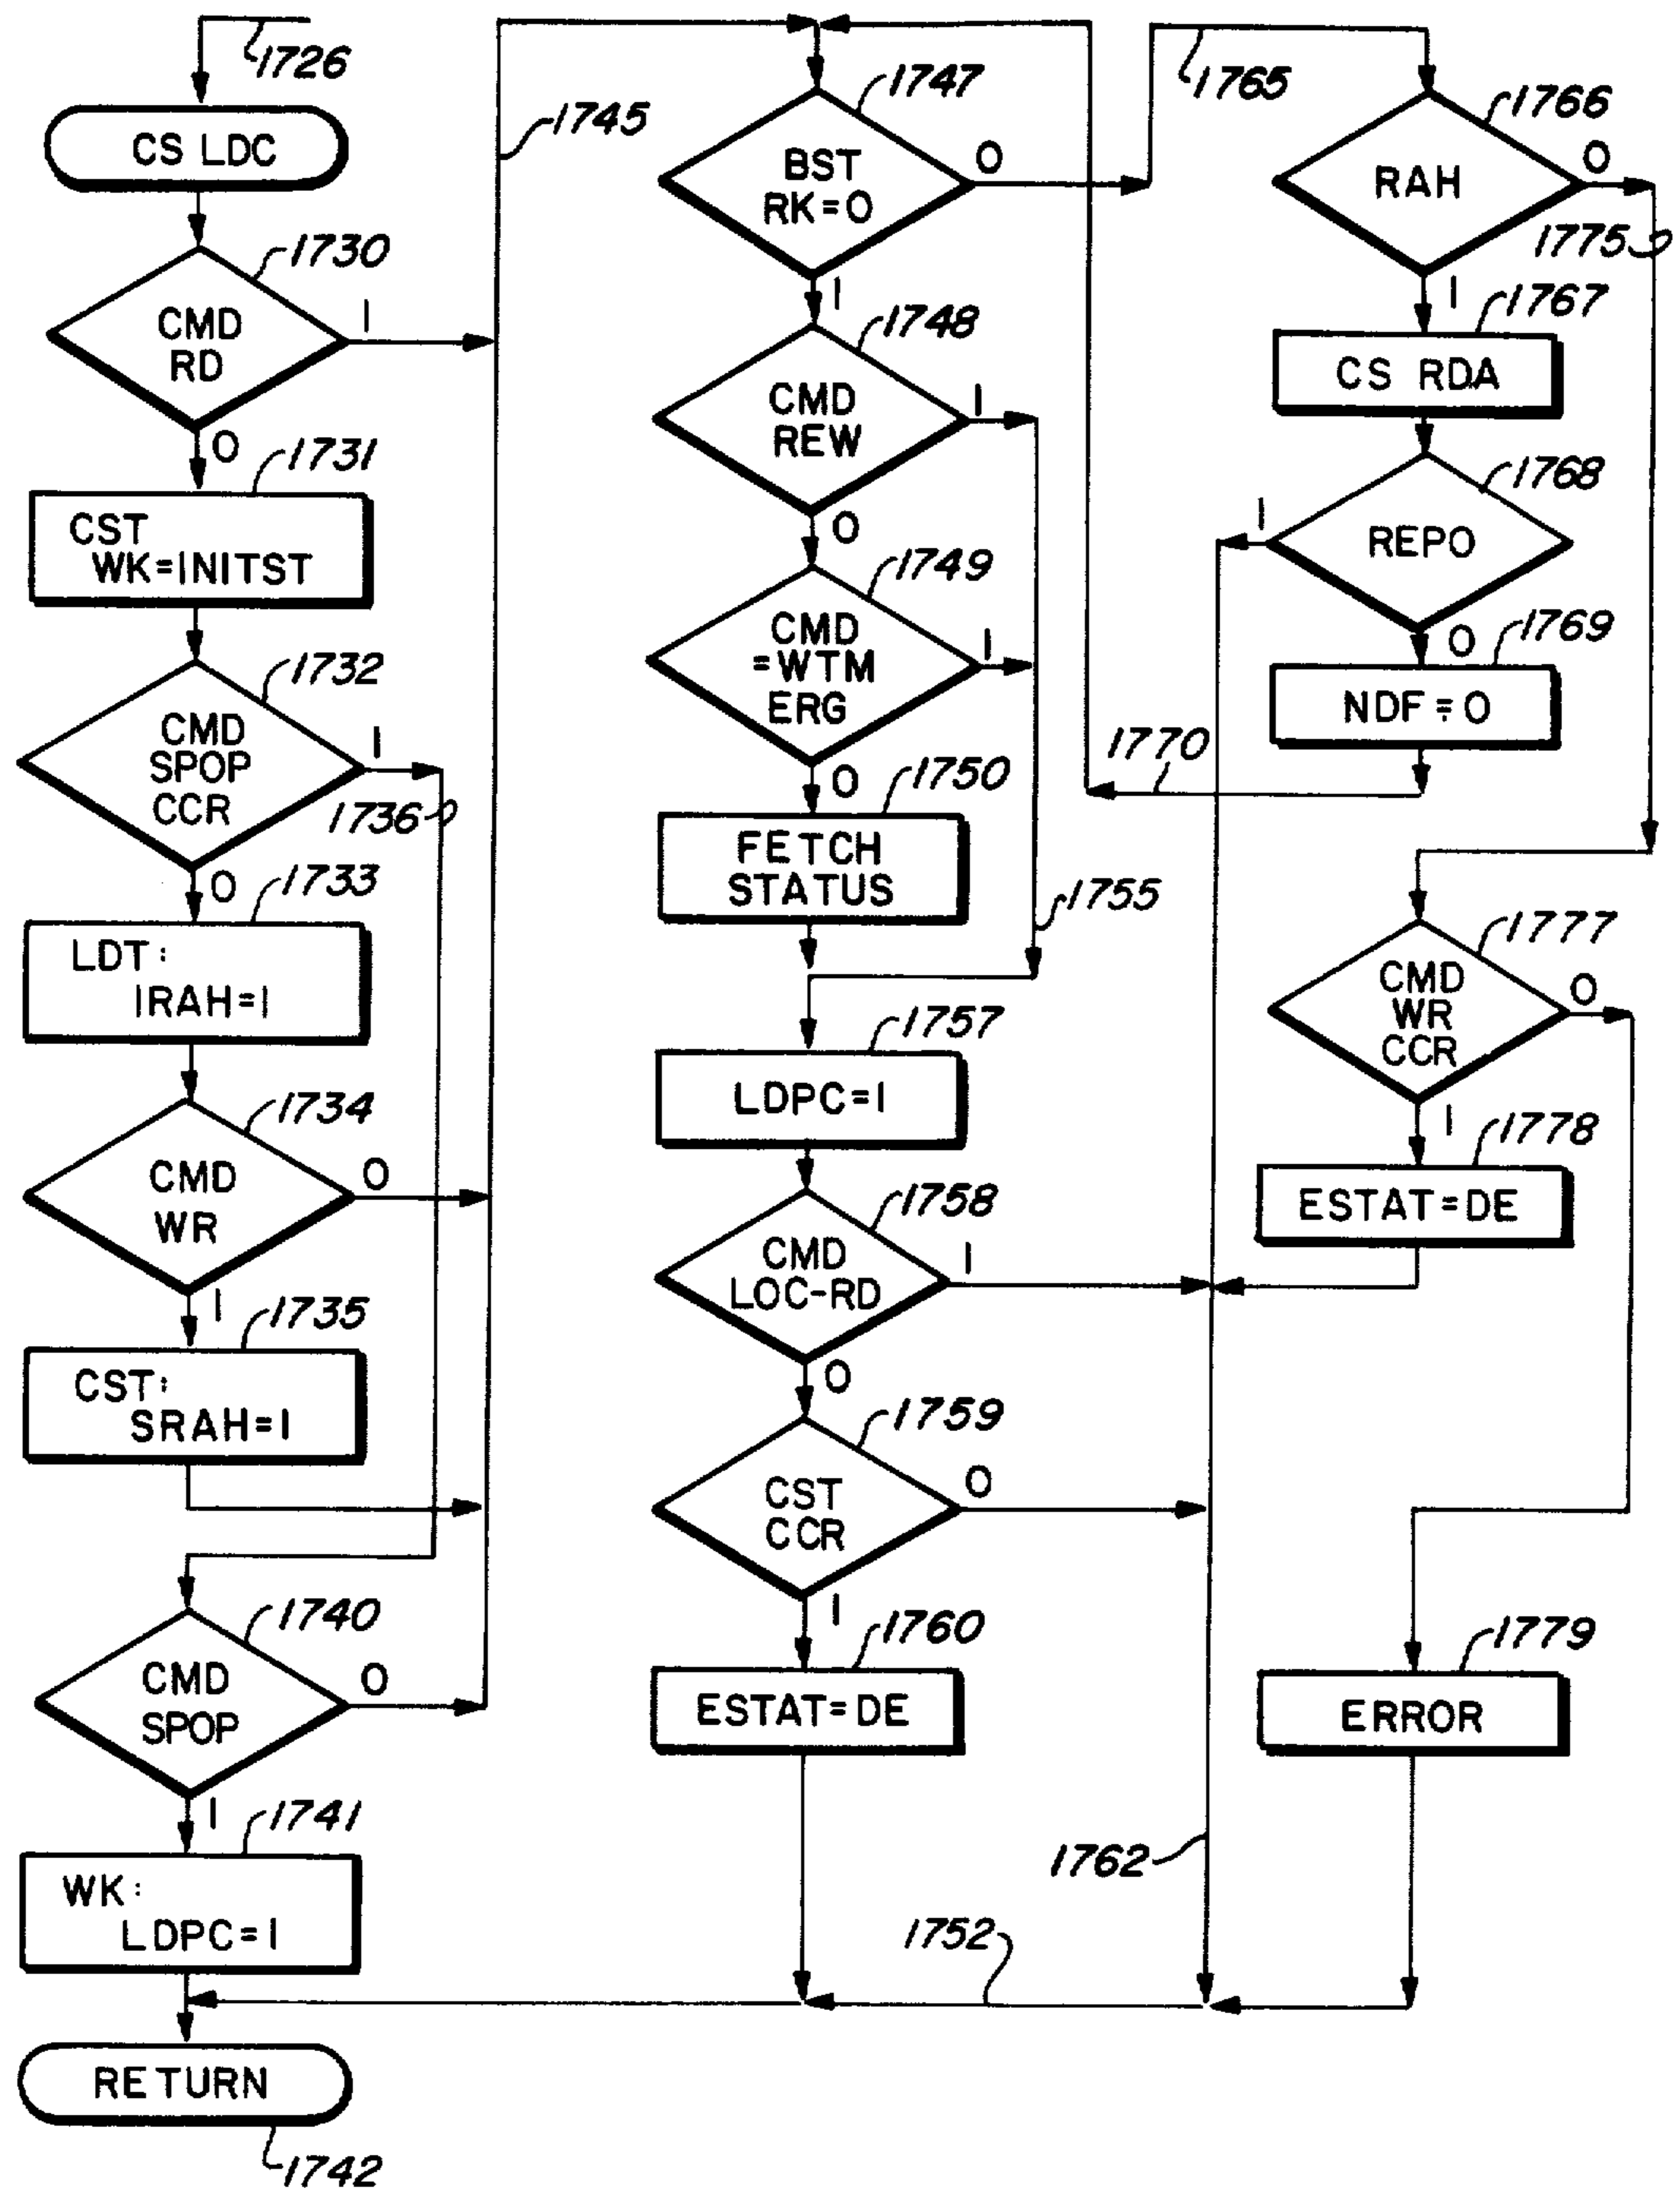 1726
CS LDC
1730
CMD
RD
1
0
1731
CST
WK=INITST
1732
CMD
SPOP
CCR
1
1736
0
1733
LDT:
IRAH=1
1734
CMD
WR
0
1
1735
CST:
SRAH=1
1740
CMD
SPOP
0
1
1741
WK:
LDPC=1
RETURN
1742
1745
1747
BST
RK=0
0
1
1748
CMD
REW
1
0
1749
CMD
=WTM
ERG
1
0
1750
FETCH
STATUS
1755
1757
LDPC=1
1758
CMD
LOC-RD
1
0
1759
CST
CCR
0
1
1760
ESTAT=DE
1762
1752
1765
1766
RAH
0
1775
1
1767
CS RDA
1768
REPO
1
0
1769
NDF=0
1770
1777
CMD
WR
CCR
0
1
1778
ESTAT=DE
1779
ERROR